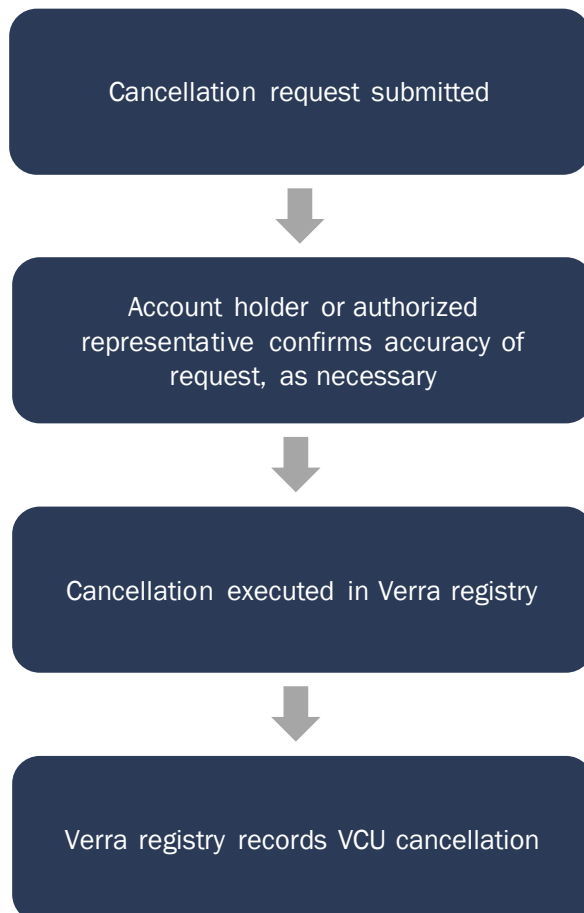 Cancellation request submitted
Account holder or authorized
representative confirms accuracy of
request, as necessary
Cancellation executed in Verra registry
Verra registry records VCU cancellation